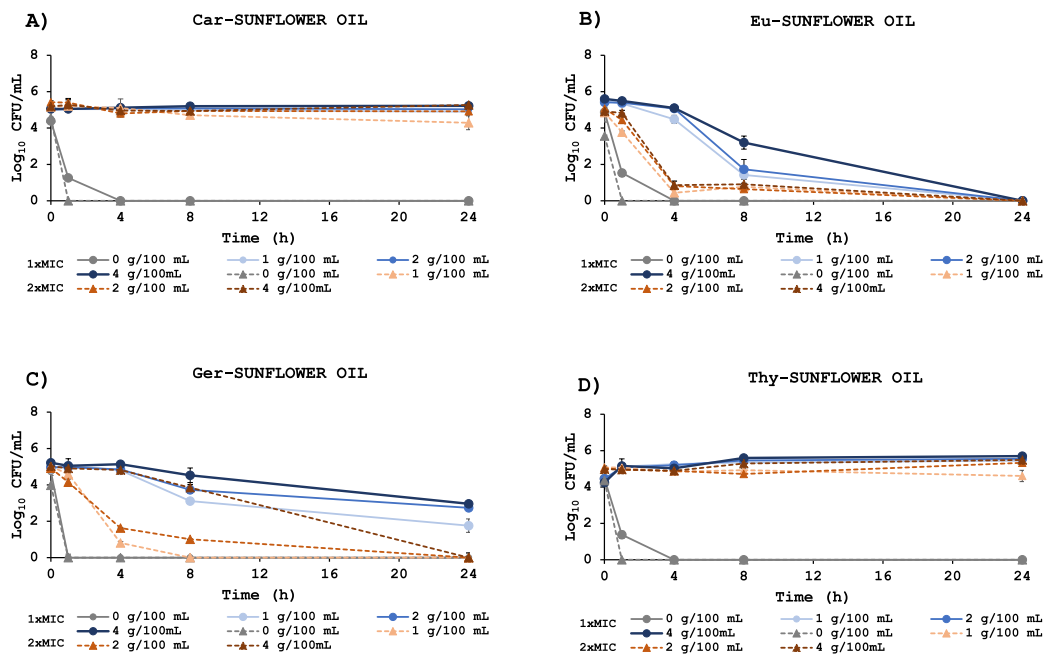 A)
Car-SUNFLOWER OIL
Log10 CFU/mL
8
6
4
2
0
0 4 8 12 16 20 24
Time (h)
1xMIC 0 g/100 mL 1 g/100 mL 2 g/100 mL
4 g/100mL 0 g/100 mL 1 g/100 mL
2xMIC 2 g/100 mL 4 g/100mL
B)
Eu-SUNFLOWER OIL
Log10 CFU/mL
8
6
4
2
0
0 4 8 12 16 20 24
Time (h)
1xMIC 0 g/100 mL 1 g/100 mL 2 g/100 mL
4 g/100mL 0 g/100 mL 1 g/100 mL
2xMIC 2 g/100 mL 4 g/100mL
C)
Ger-SUNFLOWER OIL
Log10 CFU/mL
8
6
4
2
0
0 4 8 12 16 20 24
Time (h)
1xMIC 0 g/100 mL 1 g/100 mL 2 g/100 mL
4 g/100mL 0 g/100 mL 1 g/100 mL
2xMIC 2 g/100 mL 4 g/100mL
D)
Thy-SUNFLOWER OIL
Log10 CFU/mL
8
6
4
2
0
0 4 8 12 16 20 24
Time (h)
1xMIC 0 g/100 mL 1 g/100 mL 2 g/100 mL
4 g/100mL 0 g/100 mL 1 g/100 mL
2xMIC 2 g/100 mL 4 g/100mL